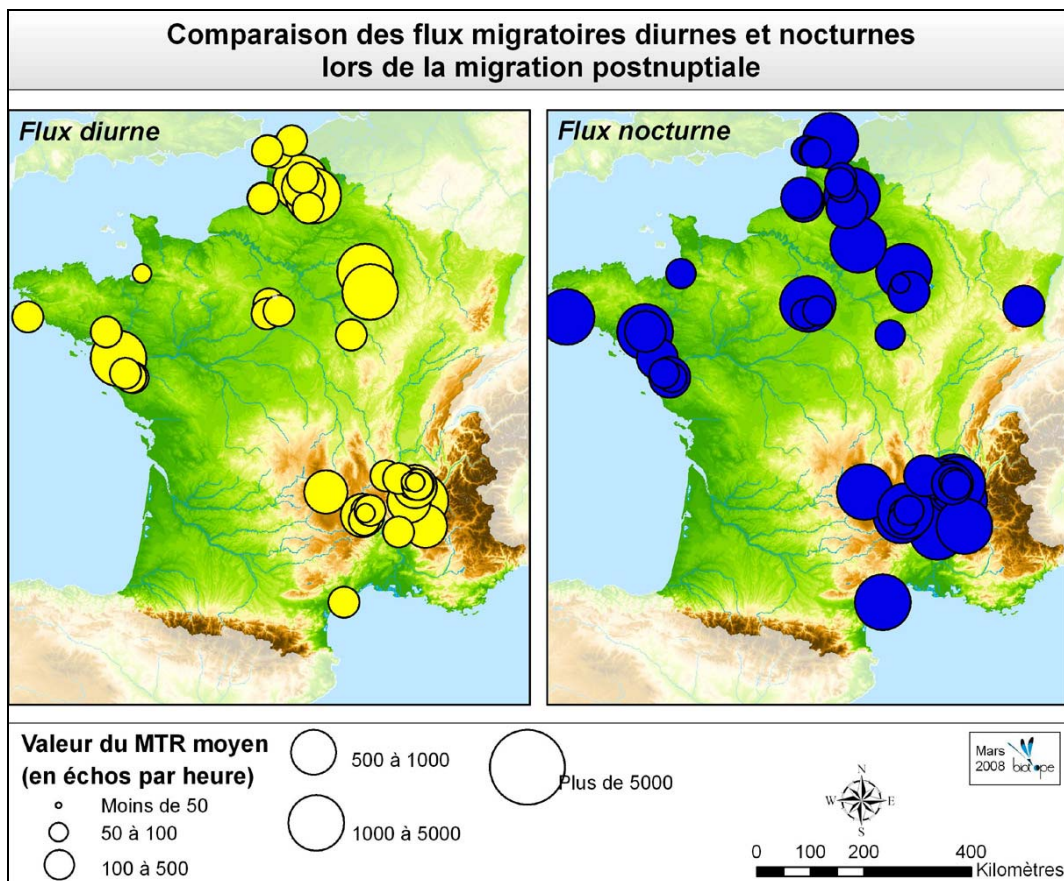 Comparaison des flux migratoires diurnes et nocturnes
lors de la migration postnuptiale
Flux diurne
Flux nocturne
Valeur du MTR moyen
(en échos par heure)
Moins de 50
50 à 100
100 à 500
500 à 1000
1000 à 5000
Plus de 5000
N
W E
S
0 100 200 400
Kilomètres
Mars
2008 biotope